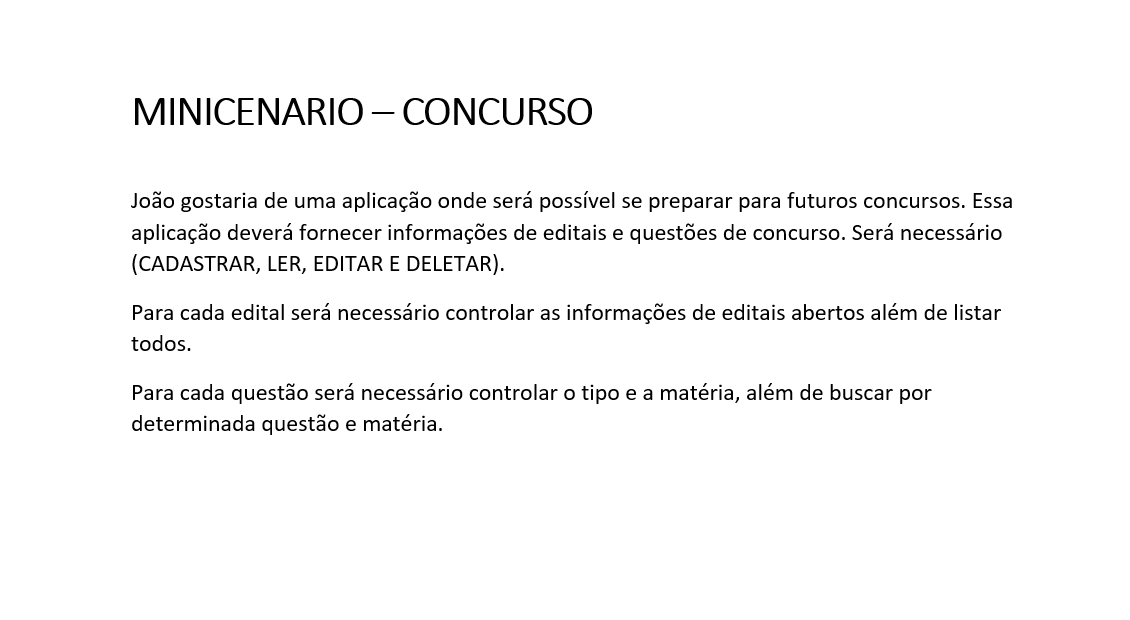 MINICENARIO – CONCURSO
João gostaria de uma aplicação onde será possível se preparar para futuros concursos. Essa
aplicação deverá fornecer informações de editais e questões de concurso. Será necessário
(CADASTRAR, LER, EDITAR E DELETAR).
Para cada edital será necessário controlar as informações de editais abertos além de listar
todos.
Para cada questão será necessário controlar o tipo e a matéria, além de buscar por
determinada questão e matéria.